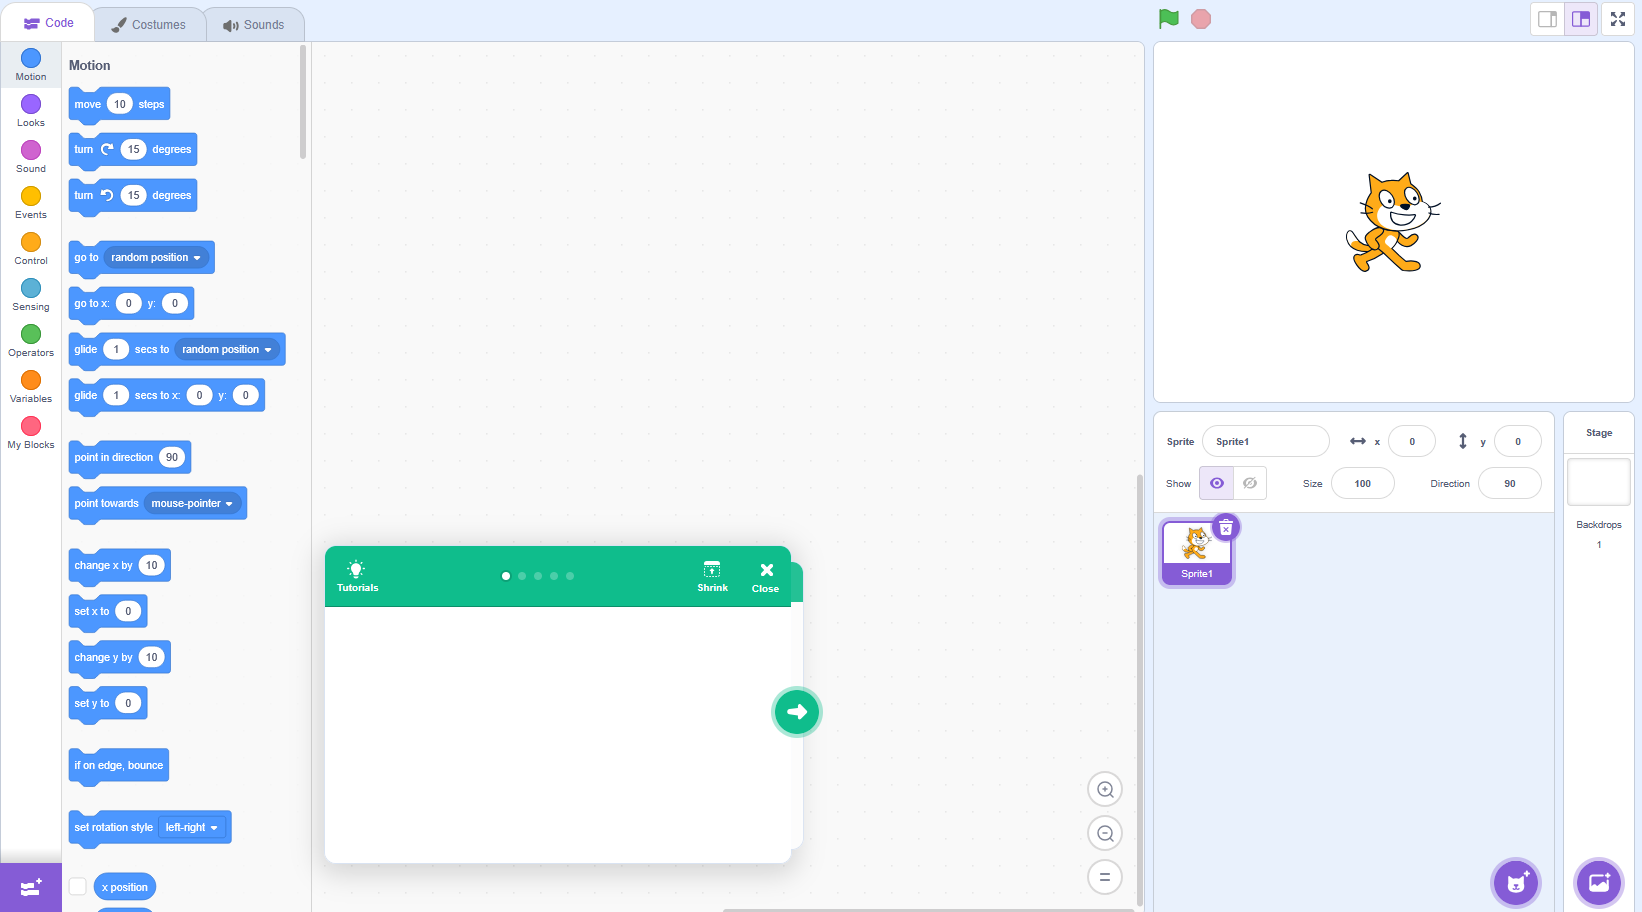 Code
Costumes
Sounds
Motion
Looks
Sound
Events
Control
Sensing
Operators
Variables
My Blocks
Motion
move 10 steps
turn 15 degrees
turn 15 degrees
go to random position
go to x: 0 y: 0
glide 1 secs to random position
glide 1 secs to x: 0 y: 0
point in direction 90
point towards mouse-pointer
change x by 10
set x to 0
change y by 10
set y to 0
if on edge, bounce
set rotation style left-right
x position
Tutorials
Shrink
Close
Sprite Sprite1 x 0 y 0
Show Size 100 Direction 90
Sprite1
Stage
Backdrops
1